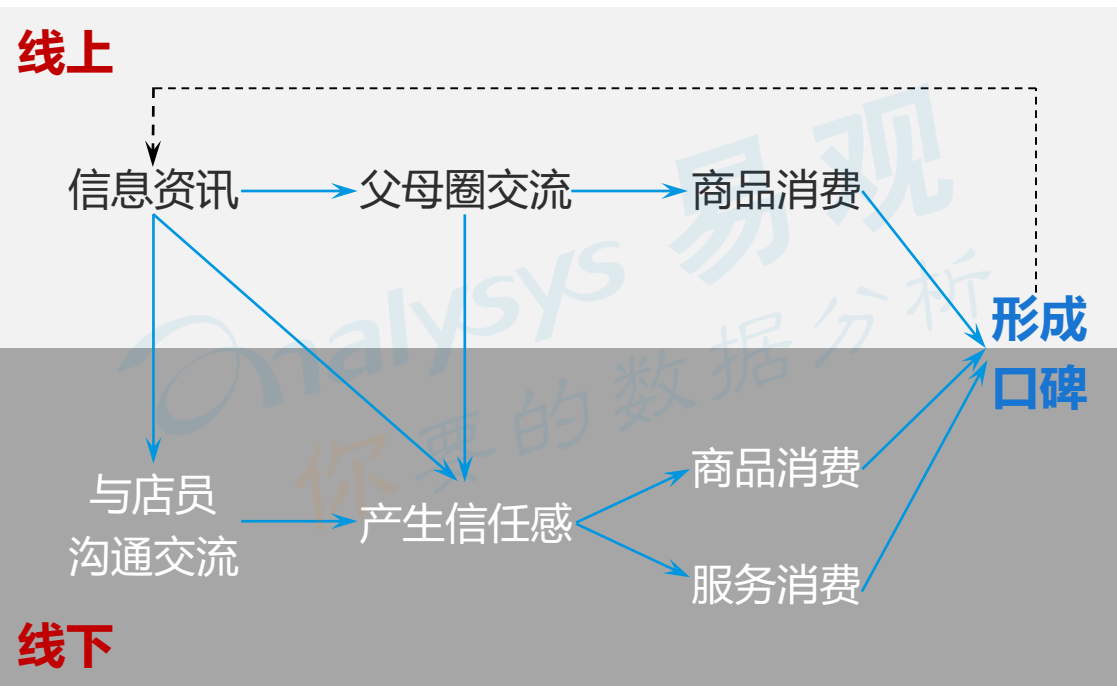 线上
信息资讯
父母圈交流
商品消费
nalysys 易观
你要的数据分析
形成
口碑
与店员
沟通交流
产生信任感
商品消费
服务消费
线下